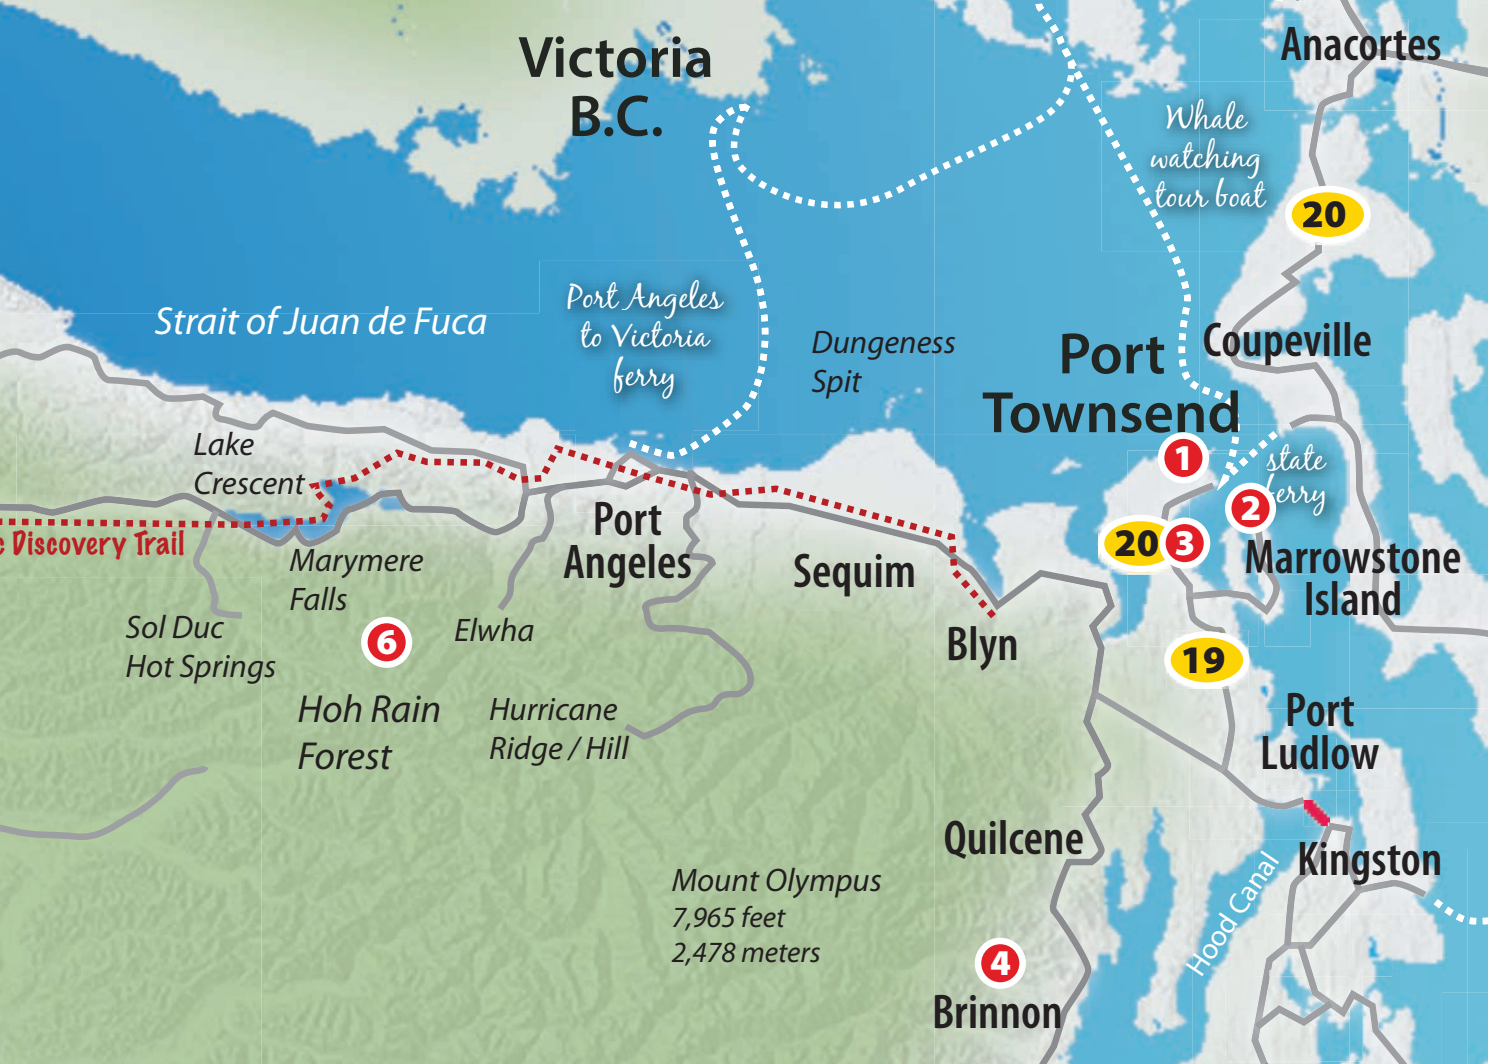 Victoria
B.C.
Anacortes
Whale
watching
tour boat
20
Strait of Juan de Fuca
Port Angeles
to Victoria
ferry
Dungeness
Spit
Port
Townsend
Coupeville
Lake
Crescent
1
state
ferry
2
20
3
c Discovery Trail
Port
Angeles
Sequim
Marrowstone
Island
Marymere
Falls
Sol Duc
Hot Springs
6
Elwha
Blyn
19
Hoh Rain
Forest
Hurricane
Ridge / Hill
Port
Ludlow
Quilcene
Kingston
Hood Canal
Mount Olympus
7,965 feet
2,478 meters
4
Brinnon